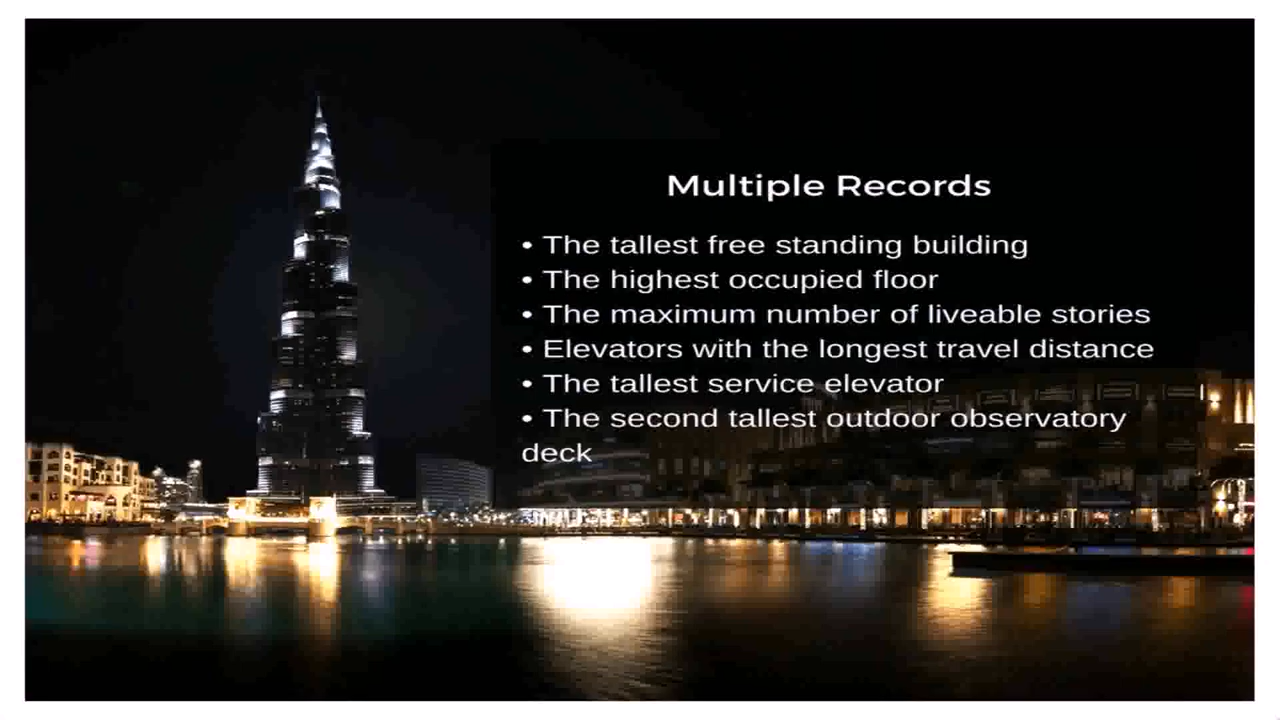 Multiple Records
• The tallest free standing building
• The highest occupied floor
• The maximum number of liveable stories
• Elevators with the longest travel distance
• The tallest service elevator
• The second tallest outdoor observatory
deck